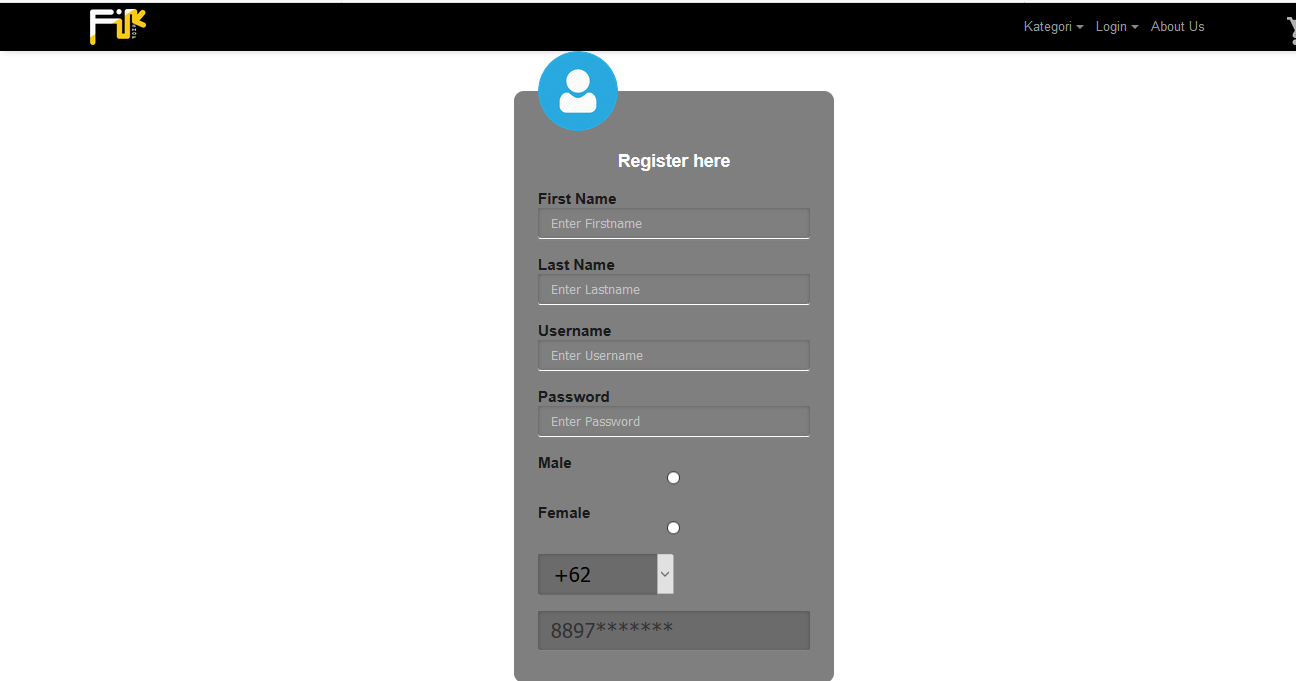 Kategori Login About Us
Register here
First Name
Enter Firstname
Last Name
Enter Lastname
Username
Enter Username
Password
Enter Password
Male
Female
+62
8897*******